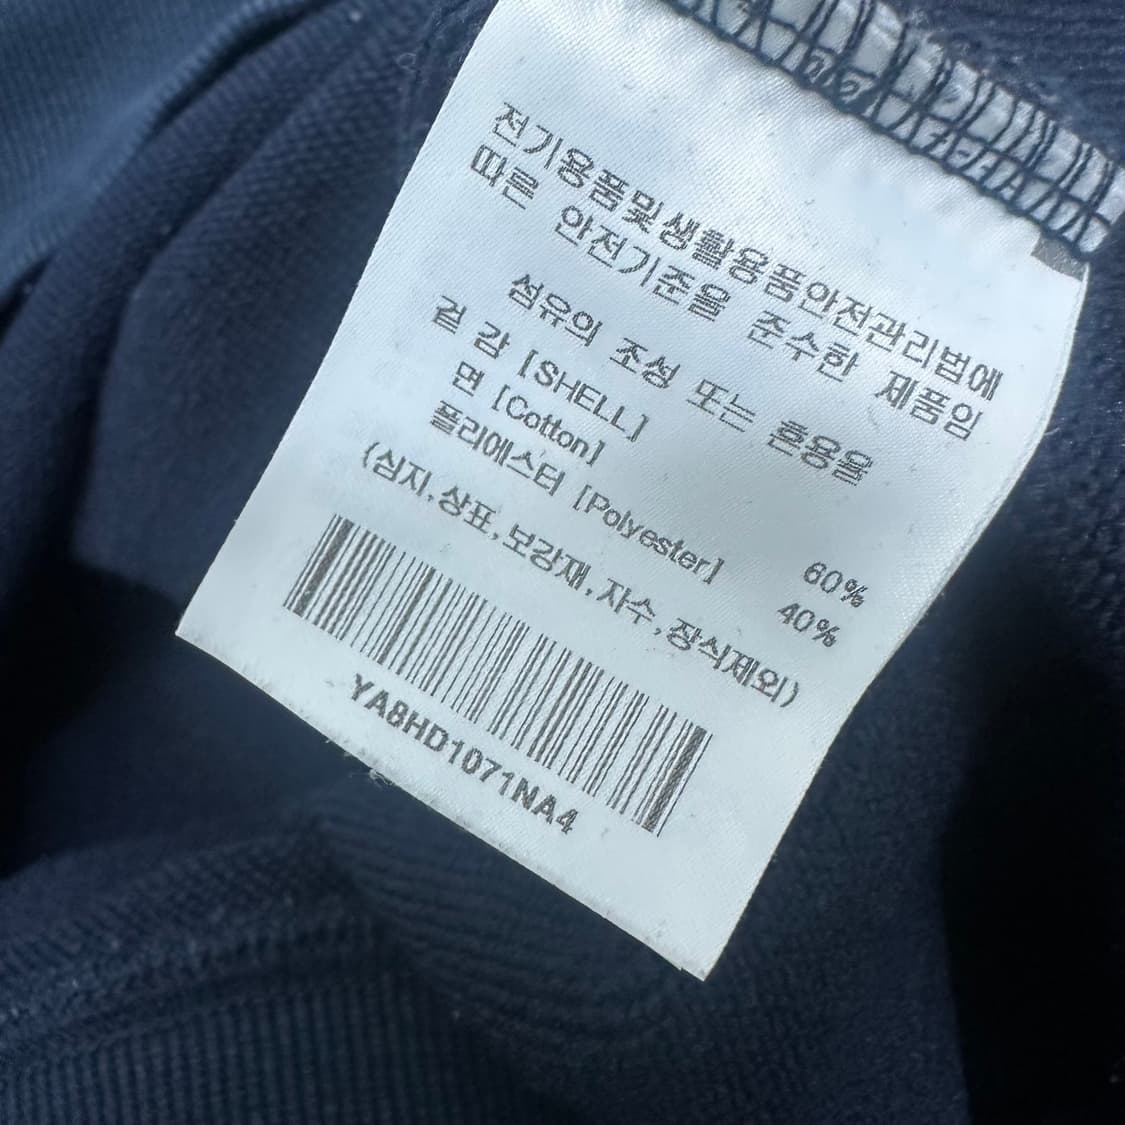 전기용품및생활용품안전관리법에
따른 안전기준을 준수한 제품임
섬유의 조성 또는 혼용율
겉 감 [SHELL]
면 [Cotton] 60%
폴리에스터 [Polyester] 40%
(심지,상표,보강재,자수,장식제외)
YA8HD1071NA4